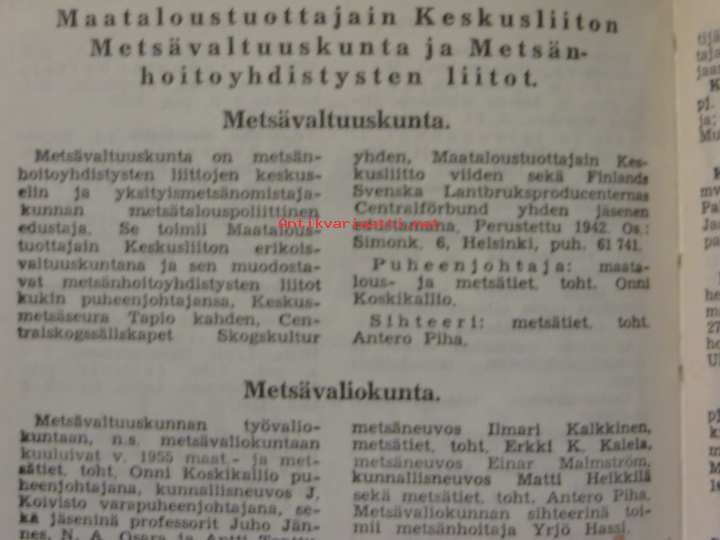 Maataloustuottajain Keskusliiton
Metsävaltuuskunta ja Metsän-
hoitoyhdistysten liitot.
Metsävaltuuskunta.
Metsävaltuuskunta on metsän-
hoitoyhdistysten liittojen keskus-
elin ja yksityismetsänomistaja-
kunnan metsätalouspoliittinen
edustaja. Se toimii Maatalous-
tuottajain Keskusliiton erikois-
valtuuskuntana ja sen muodosta-
vat metsänhoitoyhdistysten liitot
kukin puheenjohtajansa, Keskus-
metsäseura Tapio kahden, Cen-
tralskogssällskapet Skogskultur
yhden, Maataloustuottajain Kes-
kusliitto viiden sekä Finlands
Svenska Lantbruksproducenternas
Centralförbund yhden jäsenen
Perustettu 1942. Os.:
Simonk. 6, Helsinki, puh. 61 741.
Puheenjohtaja: maata-
lous- ja metsätiet. toht. Onni
Koskikallio.
Sihteeri: metsätiet. toht.
Antero Piha.
Antikvariaatti.net
Metsävaliokunta.
Metsävaltuuskunnan työvalio-
kuntaan, n.s. metsävaliokuntaan
kuuluivat v. 1955 maat.- ja met-
sätiet. toht. Onni Koskikallio pu-
heenjohtajana, kunnallisneuvos J.
Koivisto varapuheenjohtajana, se-
kä jäseninä professorit Juho Jän-
nes, N. A. Osara ja Antti
metsäneuvos Ilmari Kalkkinen,
metsätiet. toht. Erkki K. Kalela,
metsäneuvos Einar Malmström,
kunnallisneuvos Matti Heikkilä
sekä metsätiet. toht. Antero Piha.
Metsävaliokunnan sihteerinä toi-
mii metsänhoitaja Yrjö Hassi.